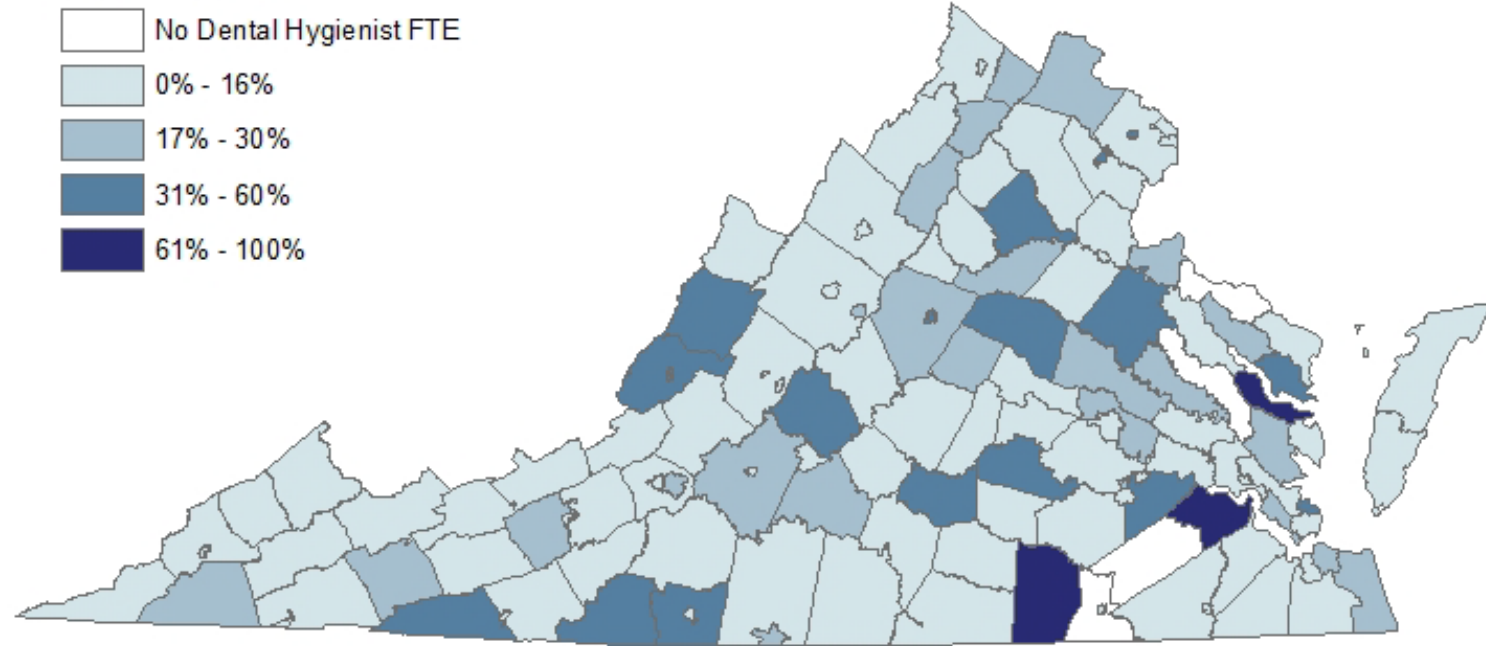 No Dental Hygienist FTE
0% - 16%
17% - 30%
31% - 60%
61% - 100%